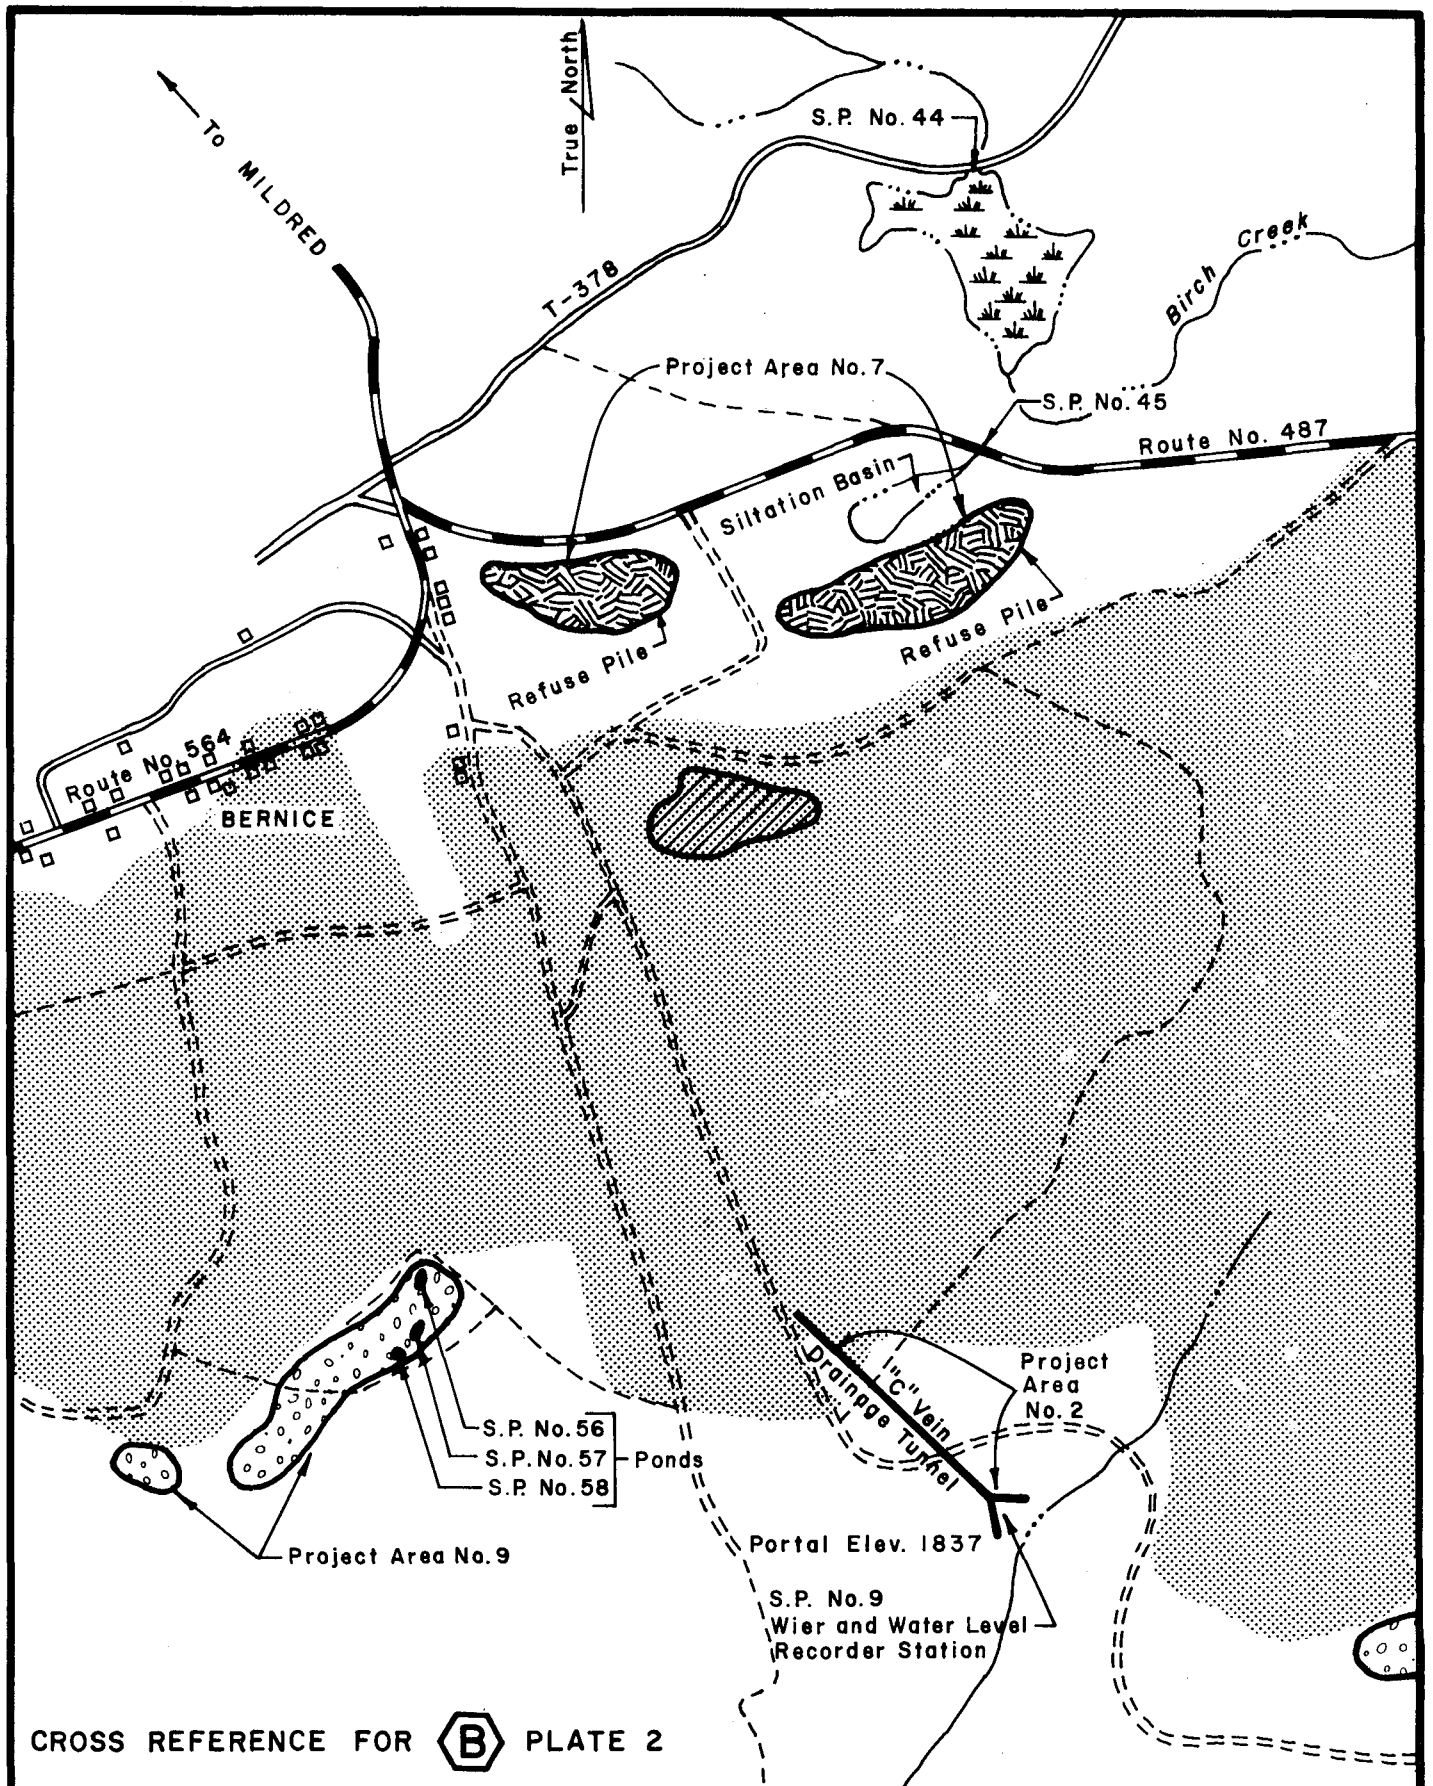 True North
To MILDRED
S.P. No. 44
T-378
Birch Creek
Project Area No. 7
S.P. No. 45
Route No. 487
Siltation Basin
Refuse Pile
Refuse Pile
Route No. 564
BERNICE
"C" Vein
Drainage Tunnel
Project
Area
No. 2
S.P. No. 56
S.P. No. 57
S.P. No. 58
Ponds
Project Area No. 9
Portal Elev. 1837
S.P. No. 9
Wier and Water Level
Recorder Station
CROSS REFERENCE FOR B PLATE 2